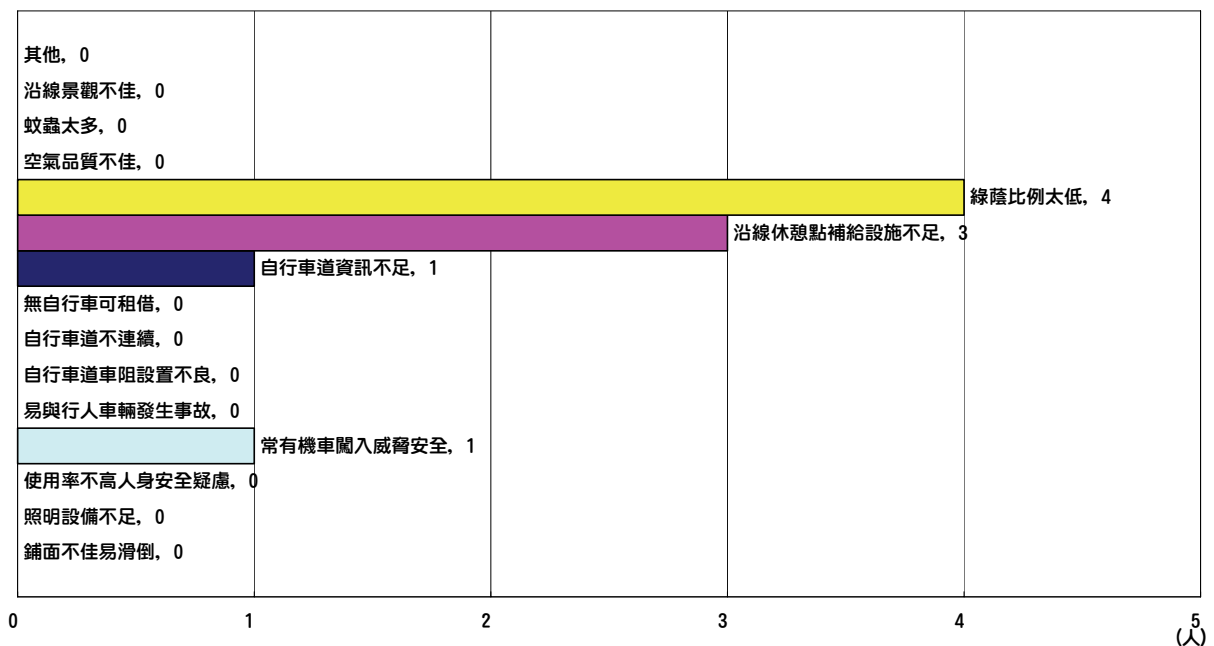 其他, 0
沿線景觀不佳, 0
蚊蟲太多, 0
空氣品質不佳, 0
綠蔭比例太低, 4
沿線休憩點補給設施不足, 3
自行車道資訊不足, 1
無自行車可租借, 0
自行車道不連續, 0
自行車道車阻設置不良, 0
易與行人車輛發生事故, 0
常有機車闖入威脅安全, 1
使用率不高人身安全疑慮, 0
照明設備不足, 0
鋪面不佳易滑倒, 0
0 1 2 3 4 5
(人)